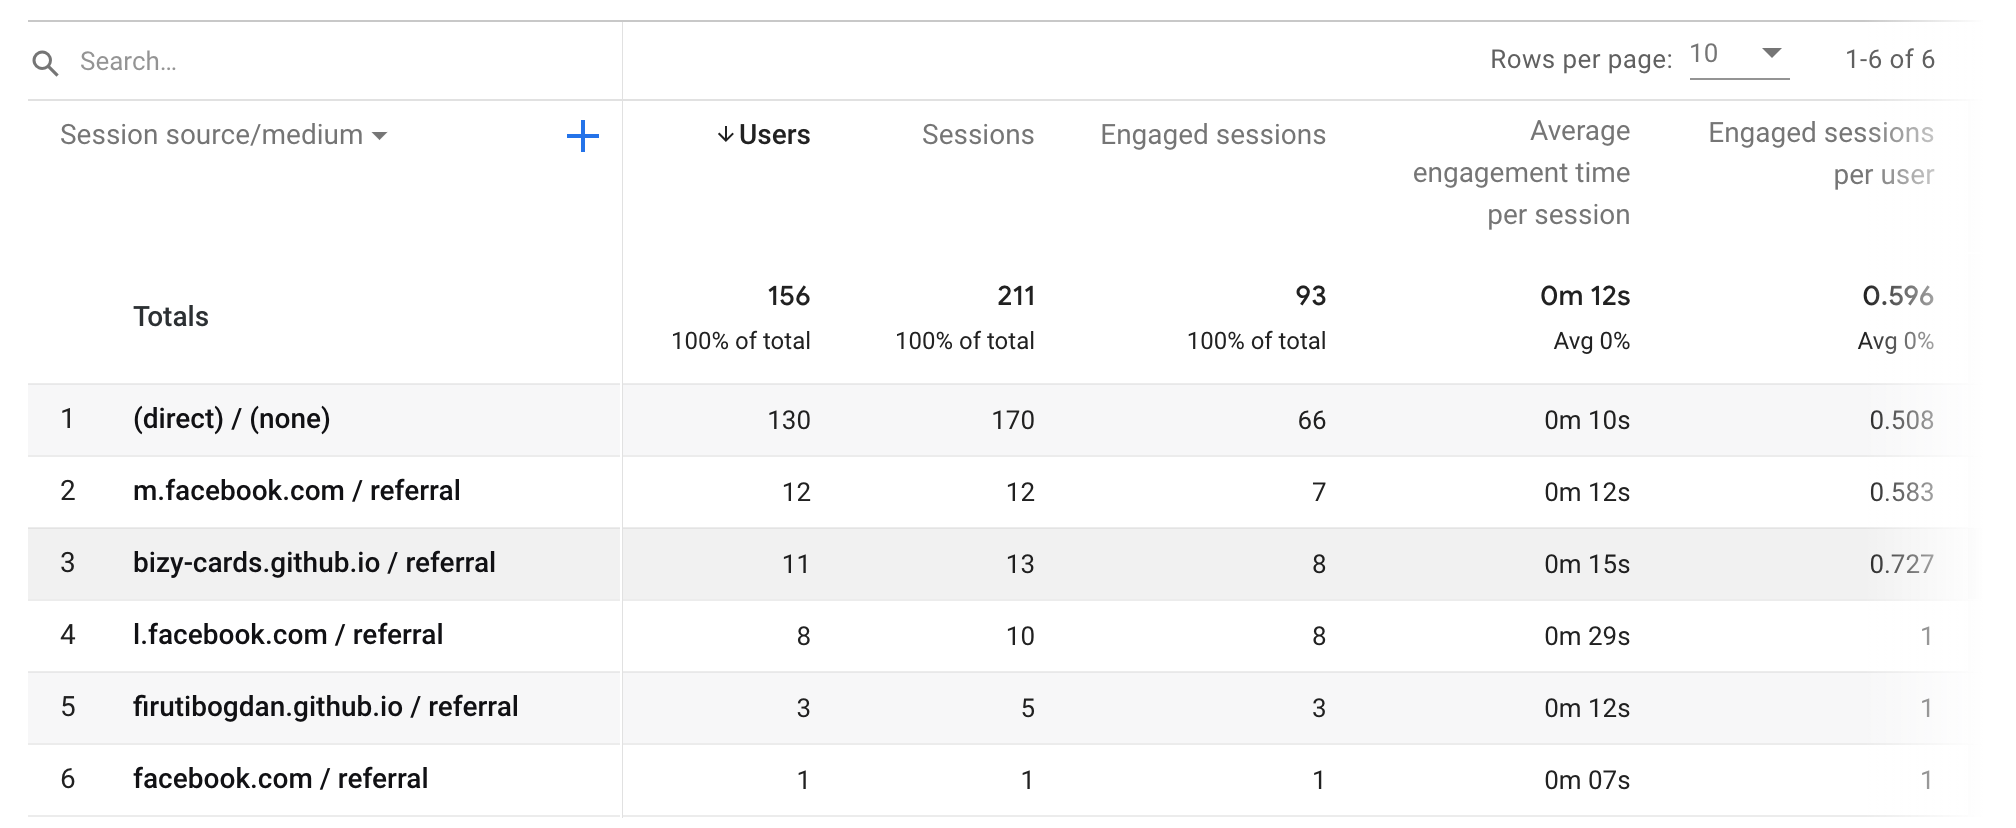 Search...
Rows per page: 10 1-6 of 6
Session source/medium
Users Sessions Engaged sessions Average engagement time per session Engaged sessions per user
Totals
156 211 93 0m 12s 0.596
100% of total 100% of total 100% of total Avg 0% Avg 0%
1 (direct) / (none) 130 170 66 0m 10s 0.508
2 m.facebook.com / referral 12 12 7 0m 12s 0.583
3 bizy-cards.github.io / referral 11 13 8 0m 15s 0.727
4 l.facebook.com / referral 8 10 8 0m 29s 1
5 firutibogdan.github.io / referral 3 5 3 0m 12s 1
6 facebook.com / referral 1 1 1 0m 07s 1